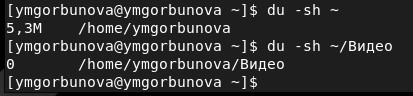 [ymgorbunova@ymgorbunova ~]$ du -sh ~
5,3M	/home/ymgorbunova
[ymgorbunova@ymgorbunova ~]$ du -sh ~/Видео
0	/home/ymgorbunova/Видео
[ymgorbunova@ymgorbunova ~]$